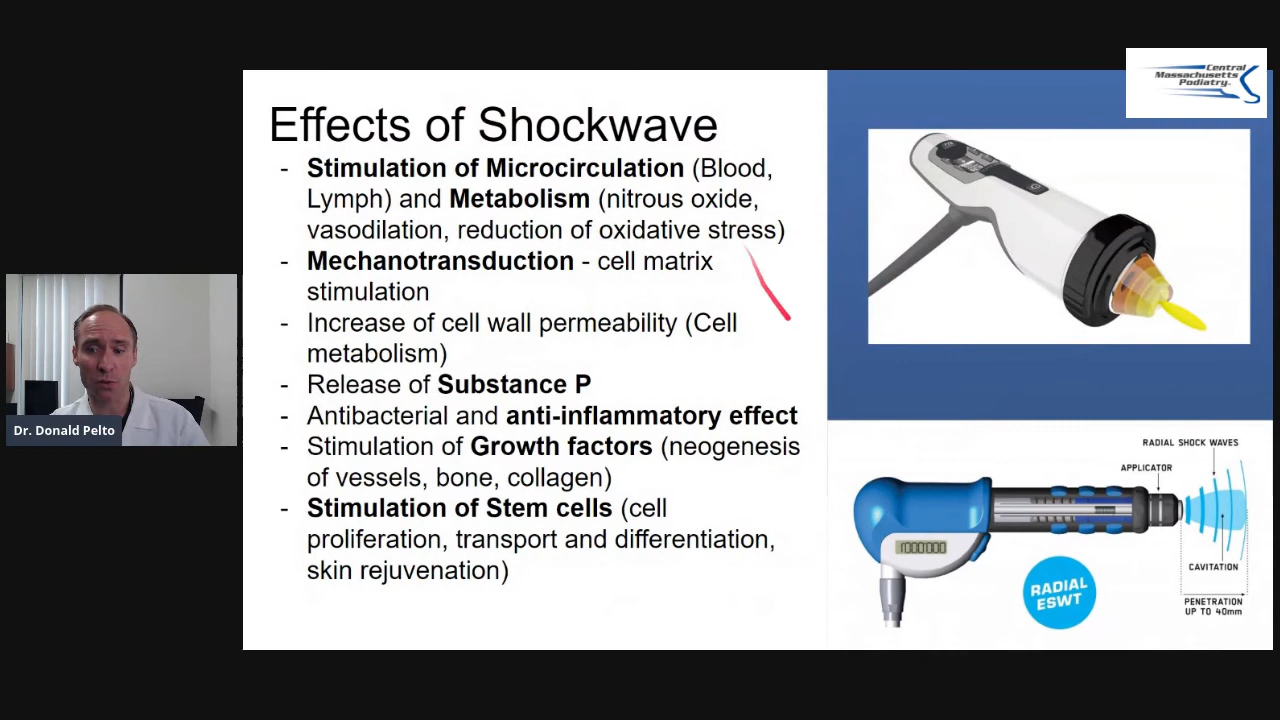 Central
Massachusetts
Podiatry
Effects of Shockwave
- Stimulation of Microcirculation (Blood,
Lymph) and Metabolism (nitrous oxide,
vasodilation, reduction of oxidative stress)
- Mechanotransduction - cell matrix
stimulation
- Increase of cell wall permeability (Cell
metabolism)
- Release of Substance P
- Antibacterial and anti-inflammatory effect
- Stimulation of Growth factors (neogenesis
of vessels, bone, collagen)
- Stimulation of Stem cells (cell
proliferation, transport and differentiation,
skin rejuvenation)
Dr. Donald Pelto
RADIAL SHOCK WAVES
APPLICATOR
CAVITATION
RADIAL
ESWT
PENETRATION
UP TO 40mm